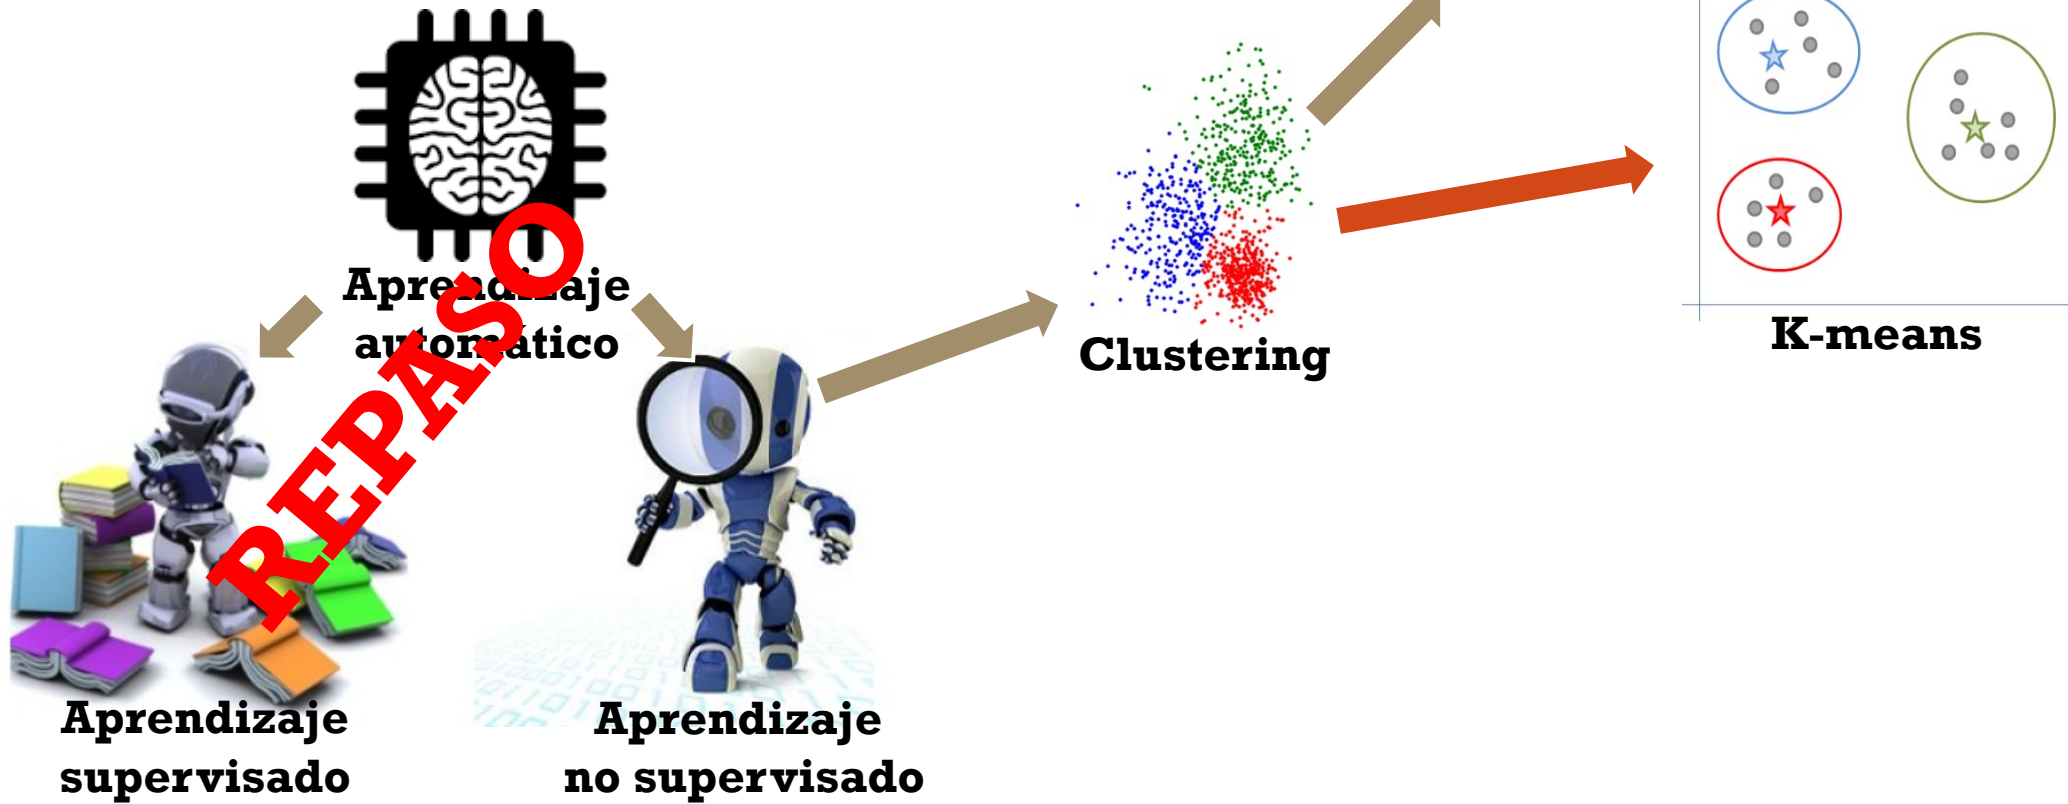 Aprendizaje
automático
REPASO
Clustering
K-means
Aprendizaje
supervisado
Aprendizaje
no supervisado